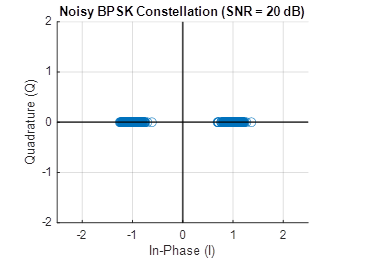 Noisy BPSK Constellation (SNR = 20 dB)
2
1
0
-1
-2
Quadrature (Q)
-2 -1 0 1 2
In-Phase (I)